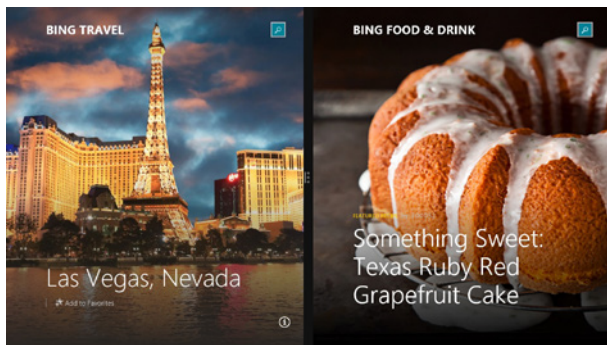 BING TRAVEL
Las Vegas, Nevada
Add to Favorites
BING FOOD & DRINK
Something Sweet:
Texas Ruby Red
Grapefruit Cake